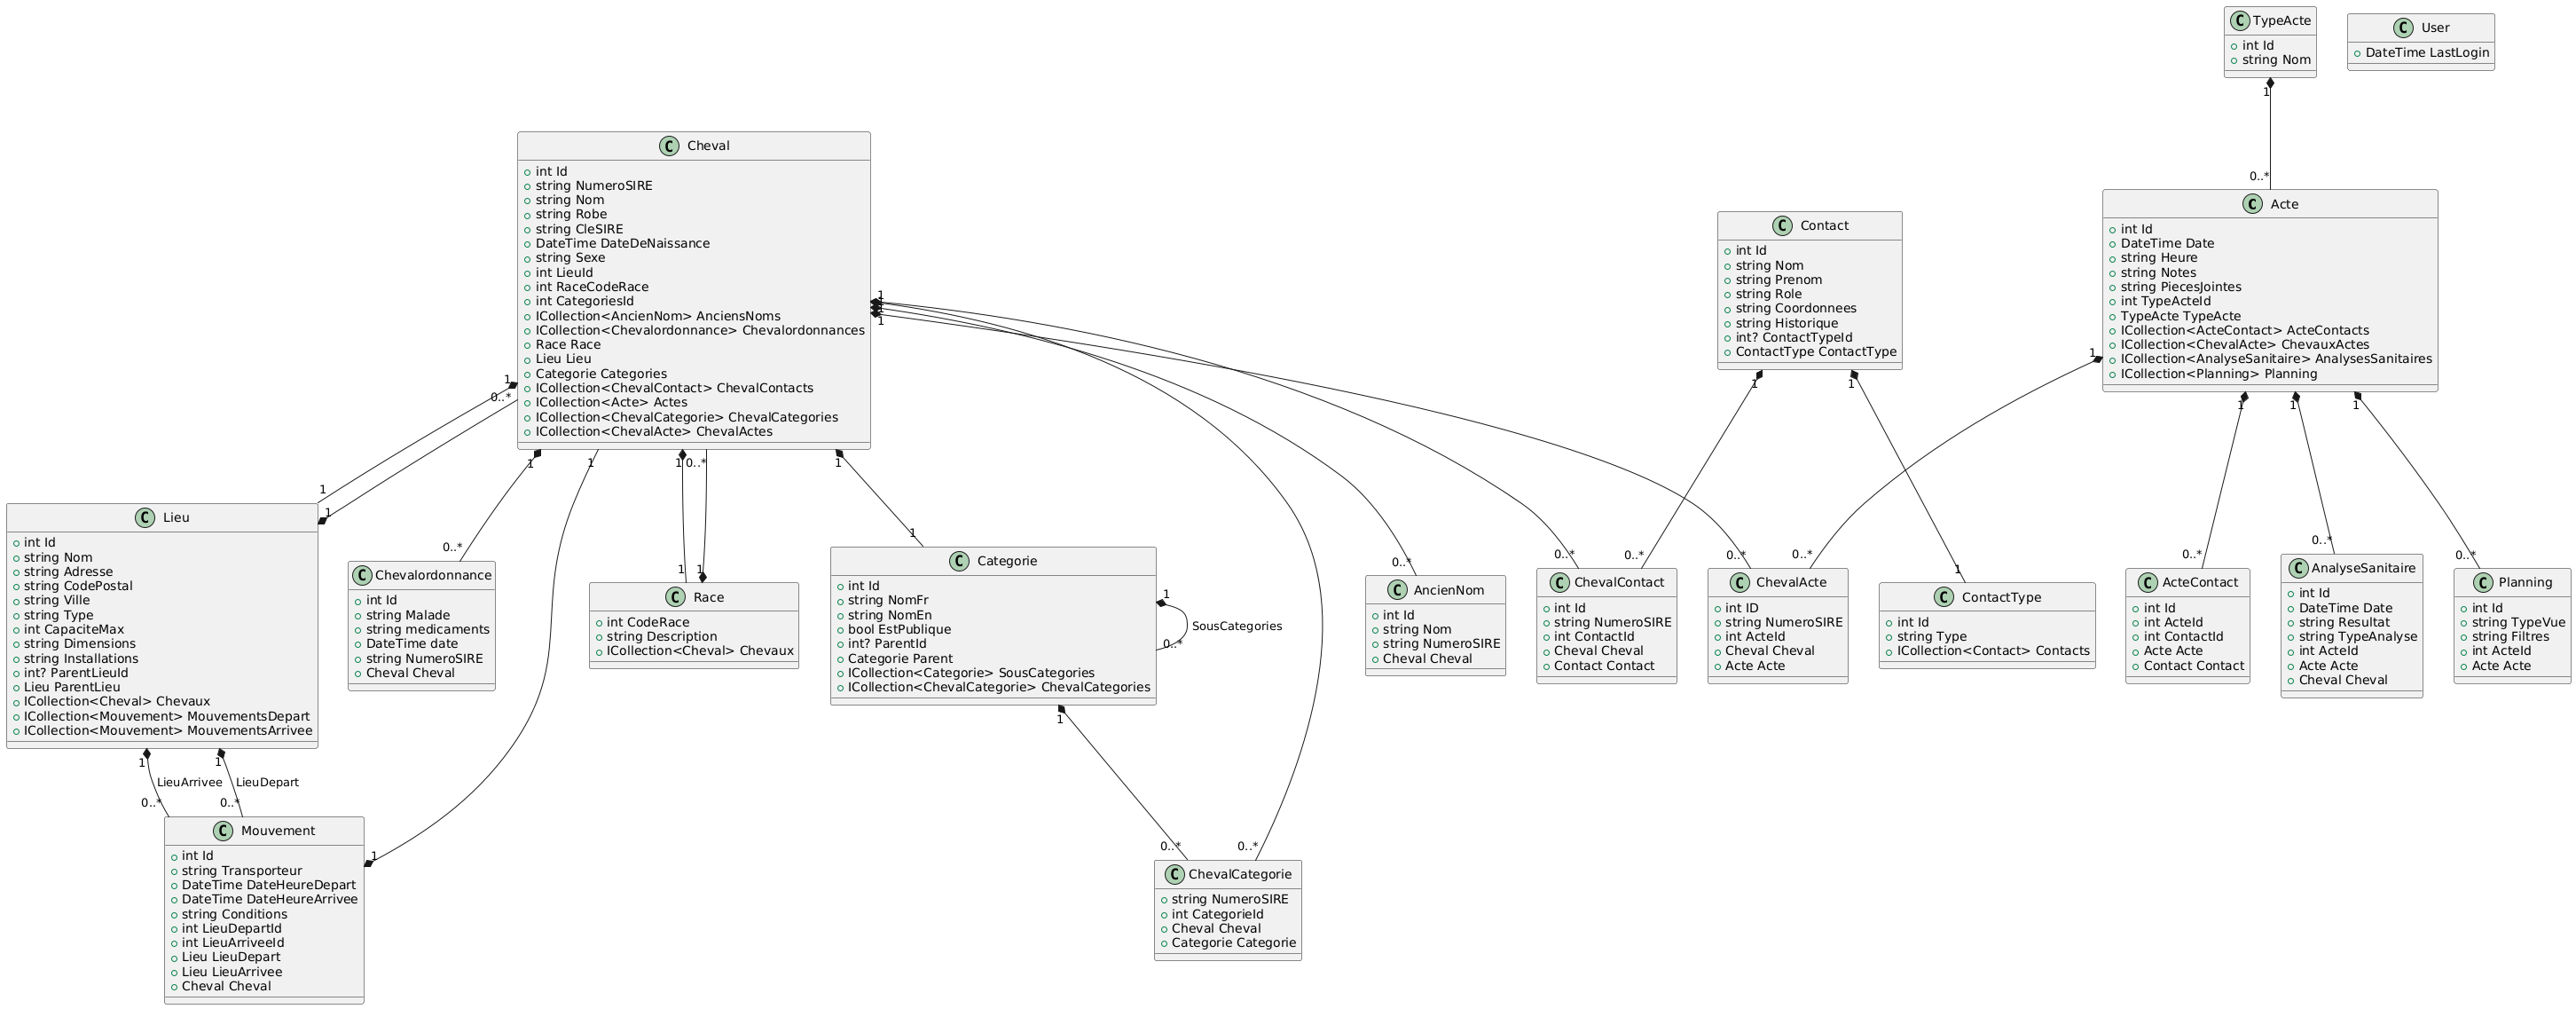 C TypeActe
int Id
string Nom
C User
DateTime LastLogin
1
0..*
C Cheval
int Id
string NumeroSIRE
string Nom
string Robe
string CleSIRE
DateTime DateDeNaissance
string Sexe
int LieuId
int RaceCodeRace
int CategoriesId
ICollection<AncienNom> AnciensNoms
ICollection<Chevalordonnance> Chevalordonnances
Race Race
Lieu Lieu
Categorie Categories
ICollection<ChevalContact> ChevalContacts
ICollection<Acte> Actes
ICollection<ChevalCategorie> ChevalCategories
ICollection<ChevalActe> ChevalActes
1
1
1
1
0..*
1
1
1
0..*
1
C Contact
int Id
string Nom
string Prenom
string Role
string Coordonnees
string Historique
int? ContactTypeId
ContactType ContactType
1
1
C Acte
int Id
DateTime Date
string Heure
string Notes
string PiecesJointes
int TypeActeId
TypeActe TypeActe
ICollection<ActeContact> ActeContacts
ICollection<ChevalActe> ChevauxActes
ICollection<AnalyseSanitaire> AnalysesSanitaires
ICollection<Planning> Planning
1
1
1
1
1
1
C Lieu
int Id
string Nom
string Adresse
string CodePostal
string Ville
string Type
int CapaciteMax
string Dimensions
string Installations
int? ParentLieuId
Lieu ParentLieu
ICollection<Cheval> Chevaux
ICollection<Mouvement> MouvementsDepart
ICollection<Mouvement> MouvementsArrivee
0..*
C Chevalordonnance
int Id
string Malade
string medicaments
DateTime date
string NumeroSIRE
Cheval Cheval
1
1
C Race
int CodeRace
string Description
ICollection<Cheval> Chevaux
1
C Categorie
int Id
string NomFr
string NomEn
bool EstPublique
int? ParentId
Categorie Parent
ICollection<Categorie> SousCategories
ICollection<ChevalCategorie> ChevalCategories
1
SousCategories
0..*
0..*
C AncienNom
int Id
string Nom
string NumeroSIRE
Cheval Cheval
0..*
0..*
C ChevalContact
int Id
string NumeroSIRE
int ContactId
Cheval Cheval
Contact Contact
0..*
0..*
C ChevalActe
int ID
string NumeroSIRE
int ActeId
Cheval Cheval
Acte Acte
1
C ContactType
int Id
string Type
ICollection<Contact> Contacts
0..*
C ActeContact
int Id
int ActeId
int ContactId
Acte Acte
Contact Contact
0..*
C AnalyseSanitaire
int Id
DateTime Date
string Resultat
string TypeAnalyse
int ActeId
Acte Acte
Cheval Cheval
0..*
C Planning
int Id
string TypeVue
string Filtres
int ActeId
Acte Acte
1
1
LieuArrivee
LieuDepart
0..*
0..*
C Mouvement
int Id
string Transporteur
DateTime DateHeureDepart
DateTime DateHeureArrivee
string Conditions
int LieuDepartId
int LieuArriveeId
Lieu LieuDepart
Lieu LieuArrivee
Cheval Cheval
1
1
0..*
0..*
C ChevalCategorie
string NumeroSIRE
int CategorieId
Cheval Cheval
Categorie Categorie